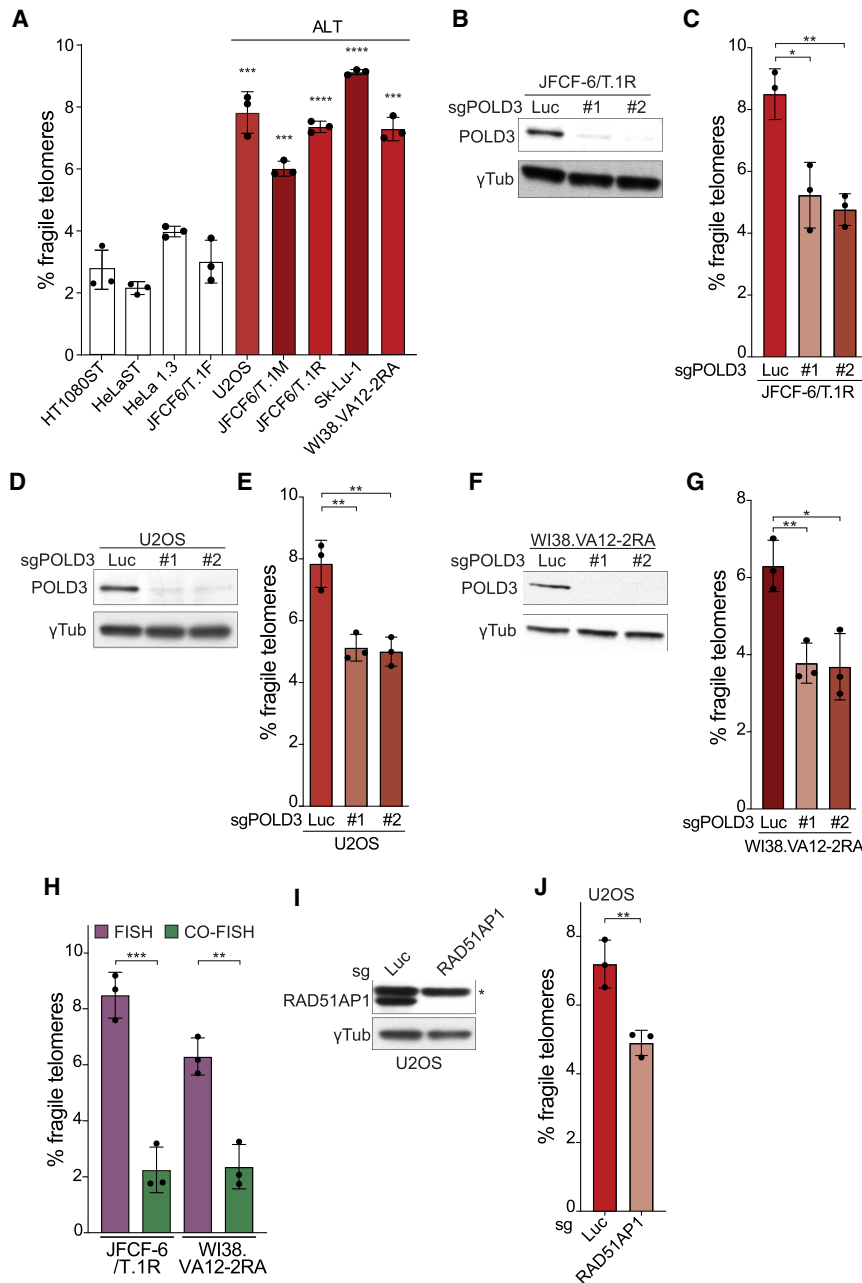 A
ALT
% fragile telomeres
10
8
6
4
2
0
***
***
****
****
***
HT1080ST
HeLaST
HeLa 1.3
JFCF6/T.1F
U2OS
JFCF6/T.1M
JFCF6/T.1R
Sk-Lu-1
WI38.VA12-2RA
B
JFCF-6/T.1R
sgPOLD3 Luc #1 #2
POLD3
γTub
C
% fragile telomeres
10
8
6
4
2
0
**
*
sgPOLD3 Luc #1 #2
JFCF-6/T.1R
D
U2OS
sgPOLD3 Luc #1 #2
POLD3
γTub
E
% fragile telomeres
10
8
6
4
2
0
**
**
sgPOLD3 Luc #1 #2
U2OS
F
WI38.VA12-2RA
sgPOLD3 Luc #1 #2
POLD3
γTub
G
% fragile telomeres
8
6
4
2
0
*
**
sgPOLD3 Luc #1 #2
WI38.VA12-2RA
H
FISH CO-FISH
% fragile telomeres
10
8
6
4
2
0
***
**
JFCF-6
/T.1R
WI38.
VA12-2RA
I
sg Luc RAD51AP1
RAD51AP1
*
γTub
U2OS
J
U2OS
% fragile telomeres
8
6
4
2
0
**
sg Luc RAD51AP1